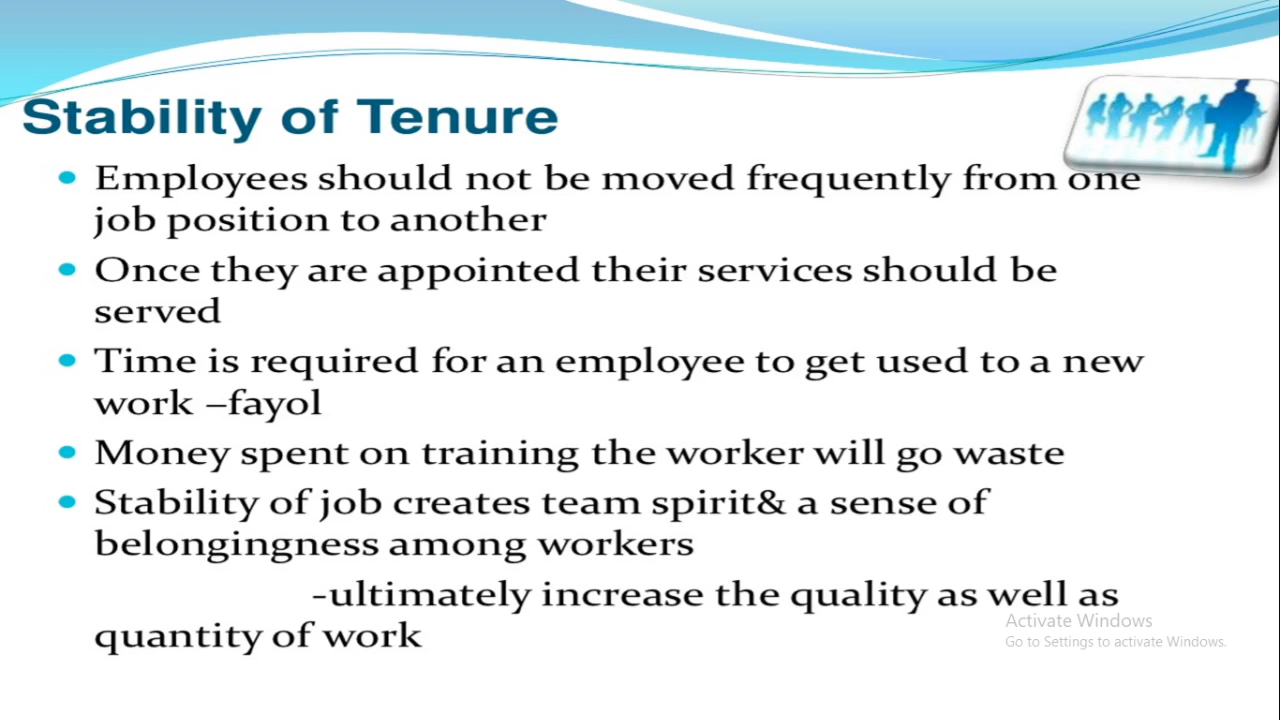 Stability of Tenure
Employees should not be moved frequently from one
job position to another
Once they are appointed their services should be
served
Time is required for an employee to get used to a new
work –fayol
Money spent on training the worker will go waste
Stability of job creates team spirit& a sense of
belongingness among workers
-ultimately increase the quality as well as
quantity of work
Activate Windows
Go to Settings to activate Windows.